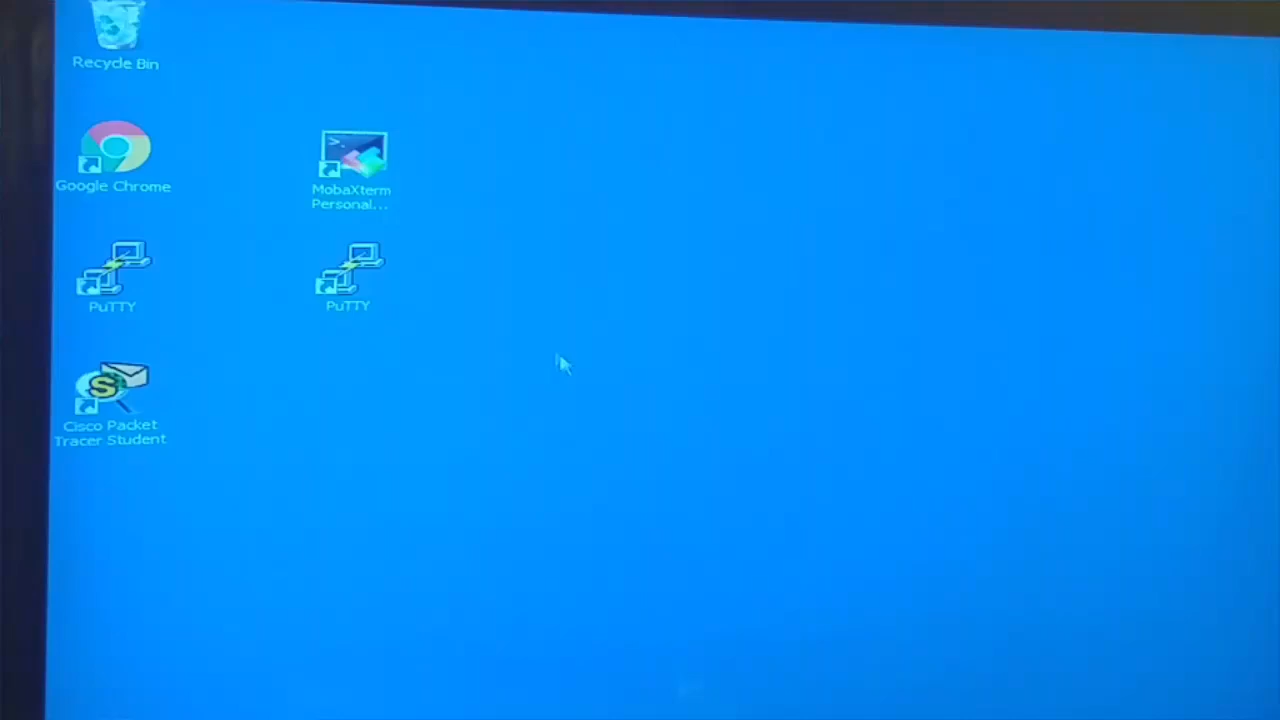 Recycle Bin
Google Chrome
MobaXterm
Personal...
PuTTY
PuTTY
Cisco Packet
Tracer Student